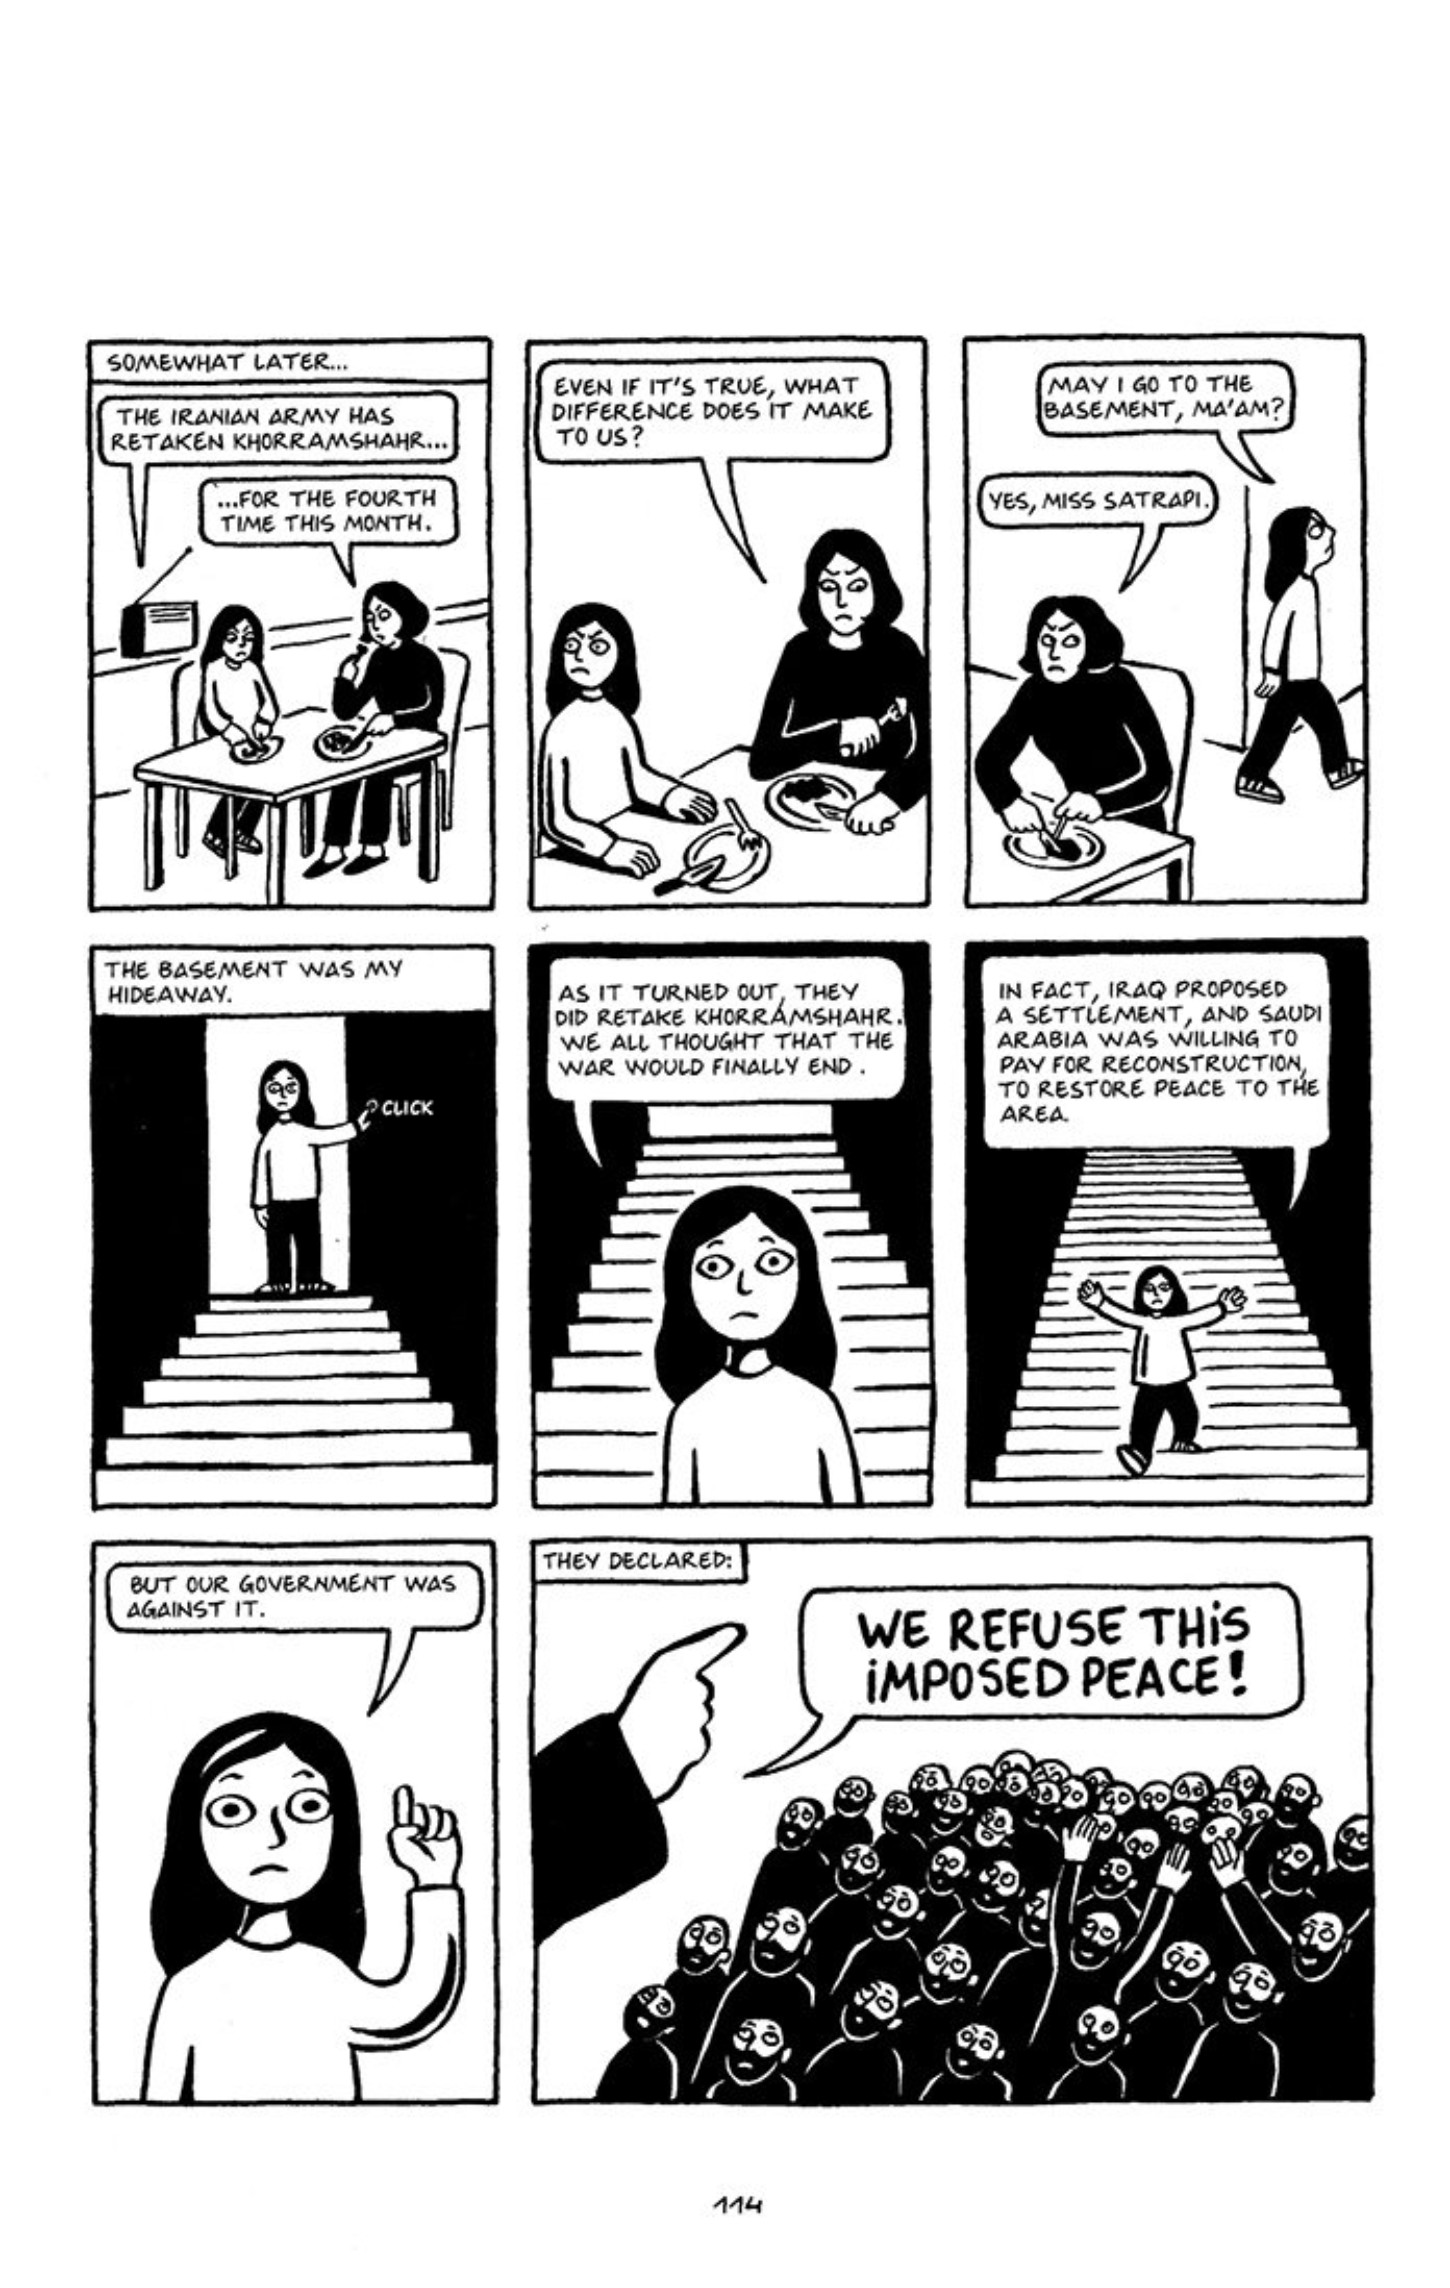 SOMEWHAT LATER...
THE IRANIAN ARMY HAS
RETAKEN KHORRAMSHAHR...
...FOR THE FOURTH
TIME THIS MONTH.
EVEN IF IT'S TRUE, WHAT
DIFFERENCE DOES IT MAKE
TO US?
MAY I GO TO THE
BASEMENT, MA'AM?
YES, MISS SATRAPI.
THE BASEMENT WAS MY
HIDEAWAY.
CLICK
AS IT TURNED OUT, THEY
DID RETAKE KHORRAMSHAHR.
WE ALL THOUGHT THAT THE
WAR WOULD FINALLY END.
IN FACT, IRAQ PROPOSED
A SETTLEMENT, AND SAUDI
ARABIA WAS WILLING TO
PAY FOR RECONSTRUCTION,
TO RESTORE PEACE TO THE
AREA.
BUT OUR GOVERNMENT WAS
AGAINST IT.
THEY DECLARED:
WE REFUSE THIS
IMPOSED PEACE!
114